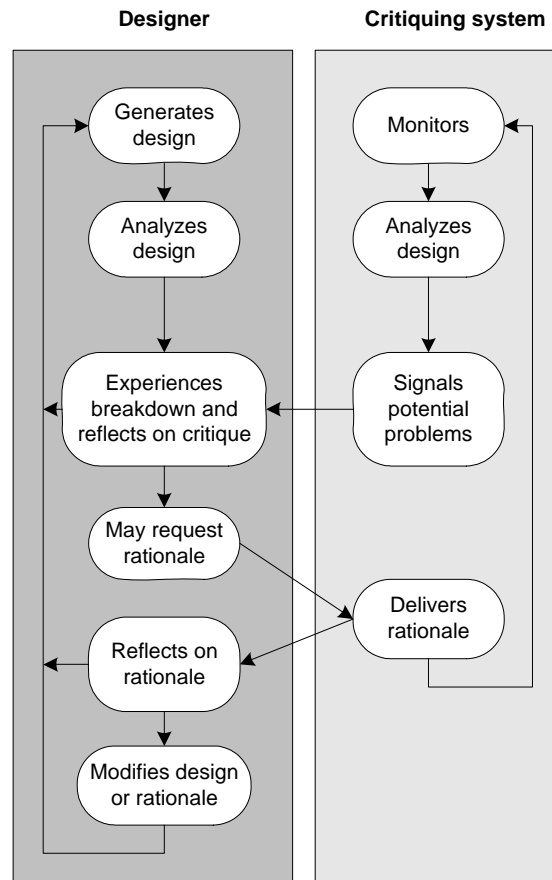 Designer
Critiquing system
Generates
design
Analyzes
design
Experiences
breakdown and
reflects on critique
May request
rationale
Reflects on
rationale
Modifies design
or rationale
Monitors
Analyzes
design
Signals
potential
problems
Delivers
rationale